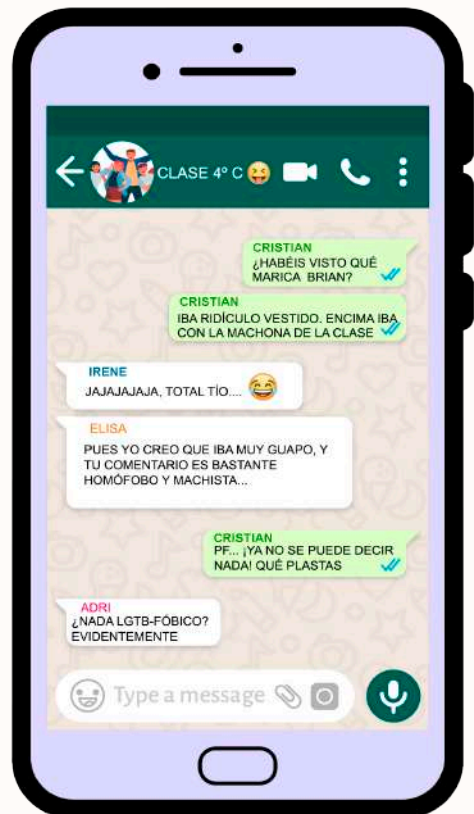 CLASE 4º C
CRISTIAN
¿HABÉIS VISTO QUÉ
MARICA BRIAN?
CRISTIAN
IBA RIDÍCULO VESTIDO. ENCIMA IBA
CON LA MACHONA DE LA CLASE
IRENE
JAJAJAJAJA, TOTAL TÍO....
ELISA
PUES YO CREO QUE IBA MUY GUAPO, Y
TU COMENTARIO ES BASTANTE
HOMÓFOBO Y MACHISTA...
CRISTIAN
PF... ¡YA NO SE PUEDE DECIR
NADA! QUÉ PLASTAS
ADRI
¿NADA LGTB-FÓBICO?
EVIDENTEMENTE
Type a message